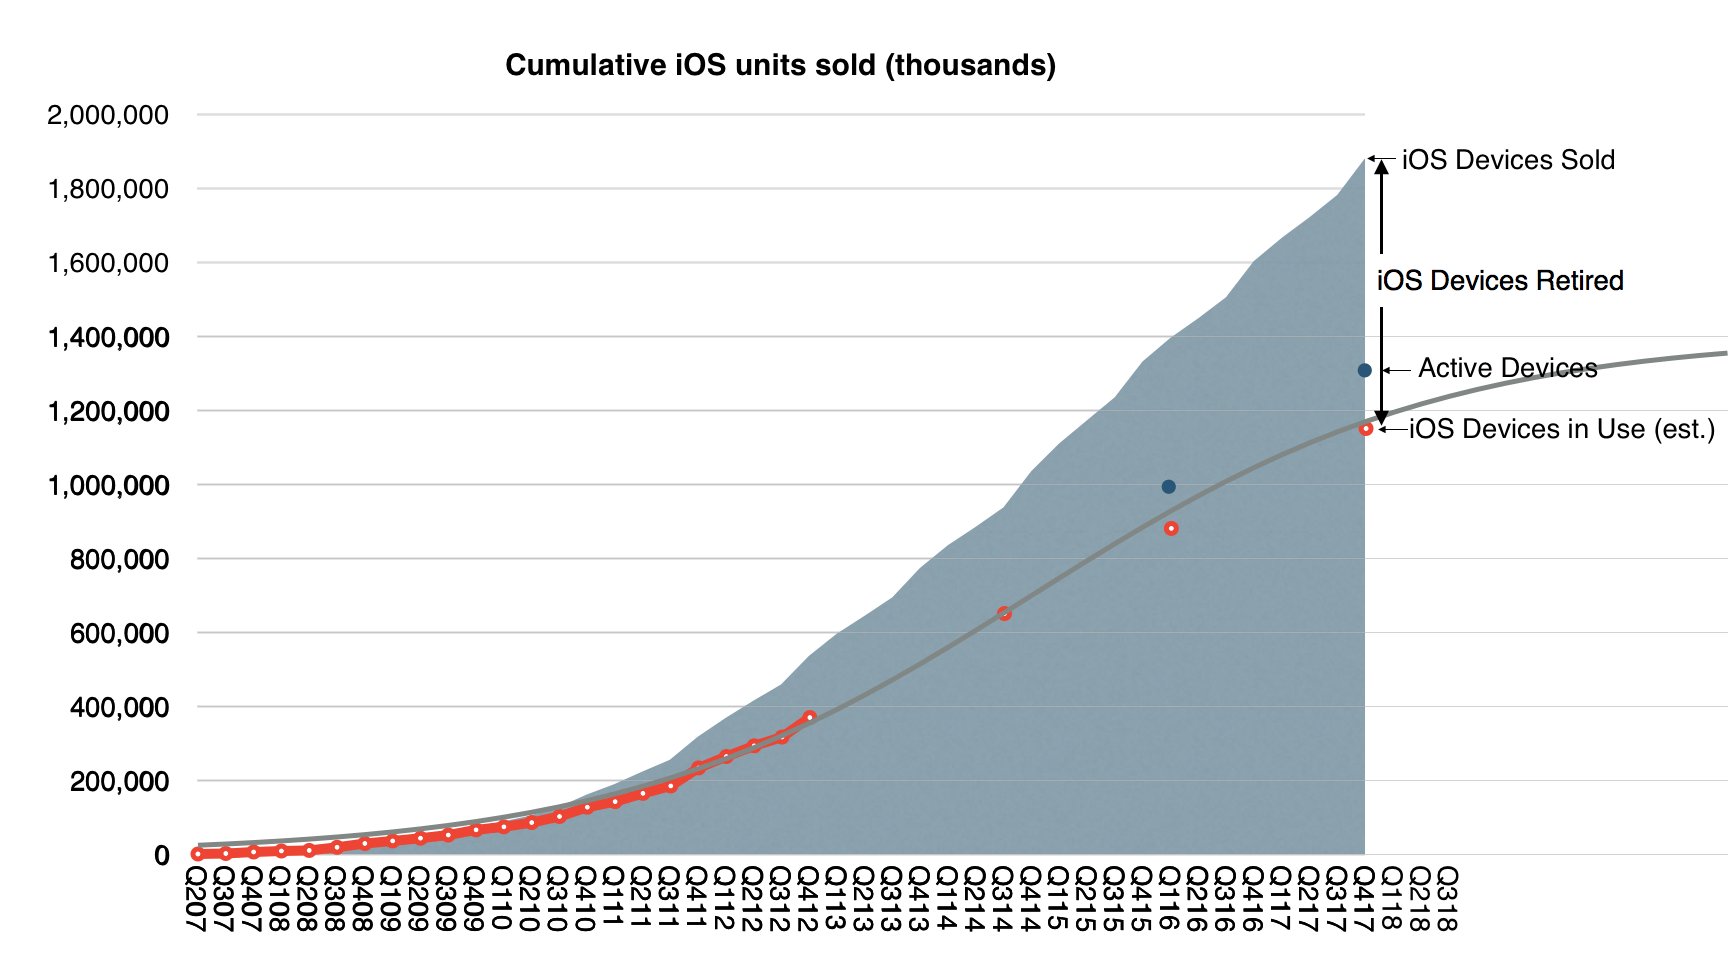 Cumulative iOS units sold (thousands)
2,000,000
1,800,000
1,600,000
1,400,000
1,200,000
1,000,000
800,000
600,000
400,000
200,000
0
iOS Devices Sold
iOS Devices Retired
Active Devices
iOS Devices in Use (est.)
Q207
Q307
Q407
Q108
Q208
Q308
Q408
Q109
Q209
Q309
Q409
Q110
Q210
Q310
Q410
Q111
Q211
Q311
Q411
Q112
Q212
Q312
Q412
Q113
Q213
Q313
Q413
Q114
Q214
Q314
Q414
Q115
Q215
Q315
Q415
Q116
Q216
Q316
Q416
Q117
Q217
Q317
Q417
Q118
Q218
Q318